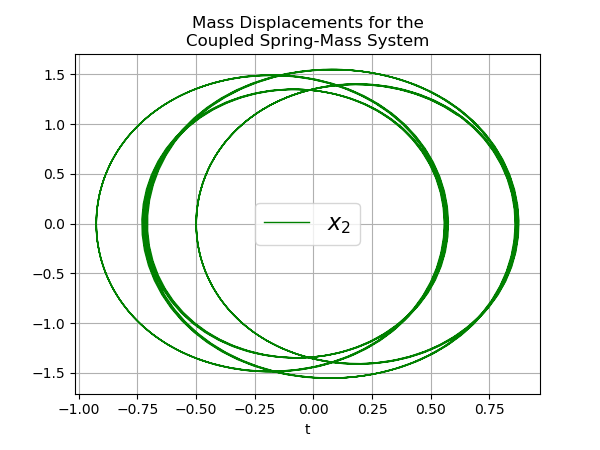 Mass Displacements for the
Coupled Spring-Mass System
1.5
1.0
0.5
0.0
−0.5
−1.0
−1.5
x₂
−1.00 −0.75 −0.50 −0.25 0.00 0.25 0.50 0.75
t